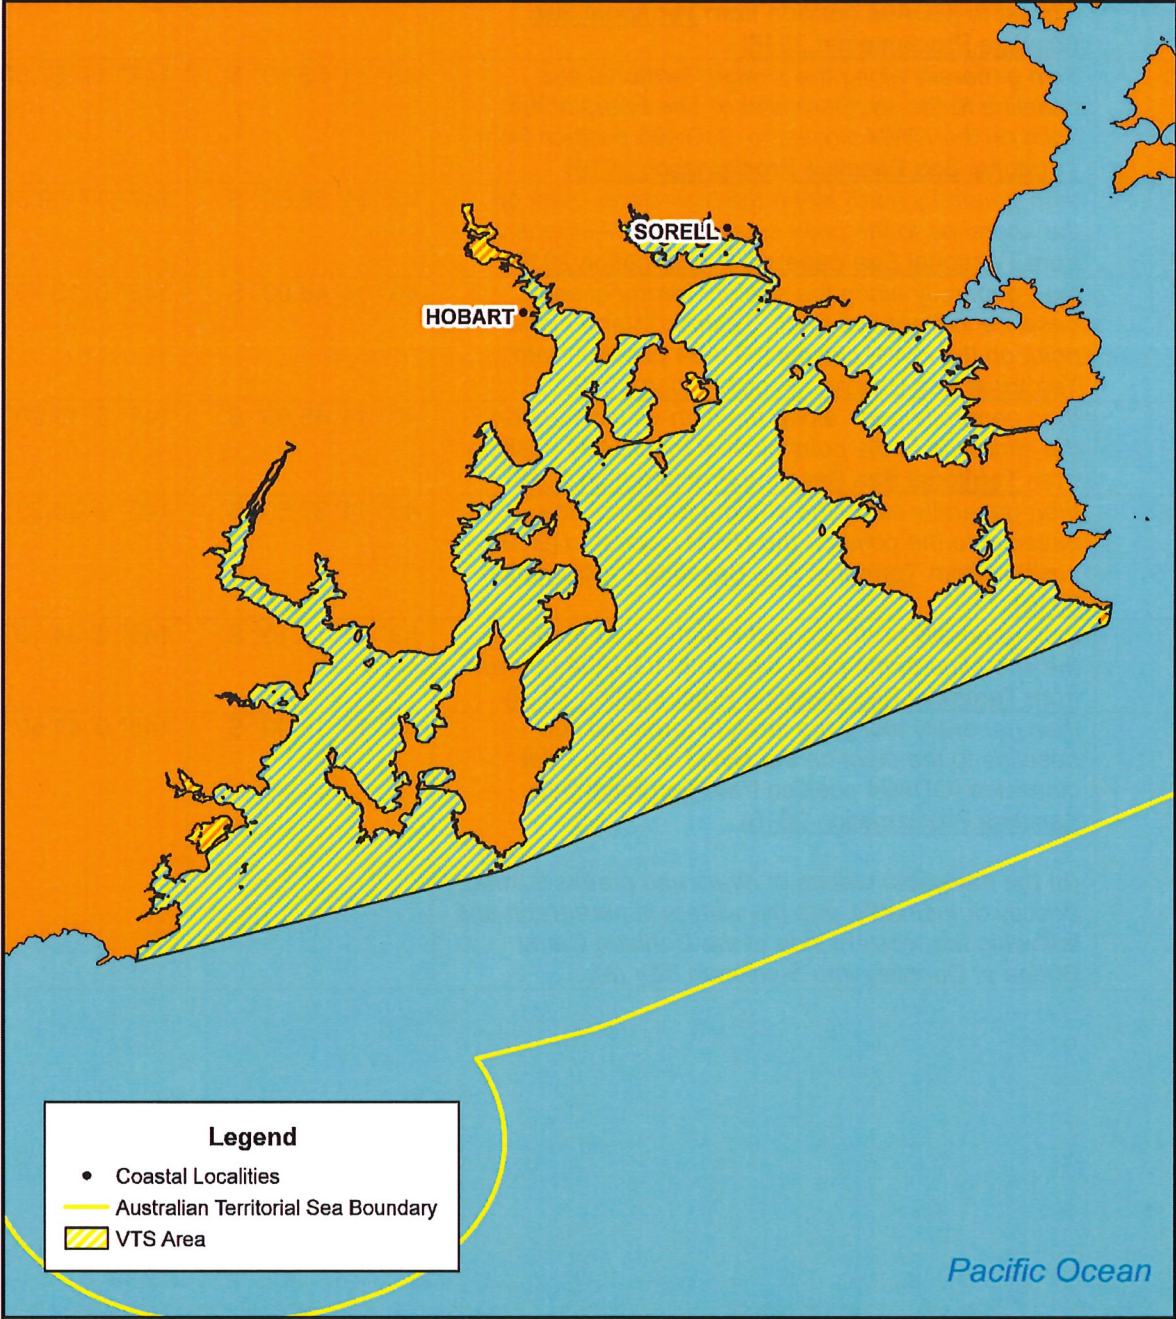 SORELL
HOBART
Legend
Coastal Localities
Australian Territorial Sea Boundary
VTS Area
Pacific Ocean